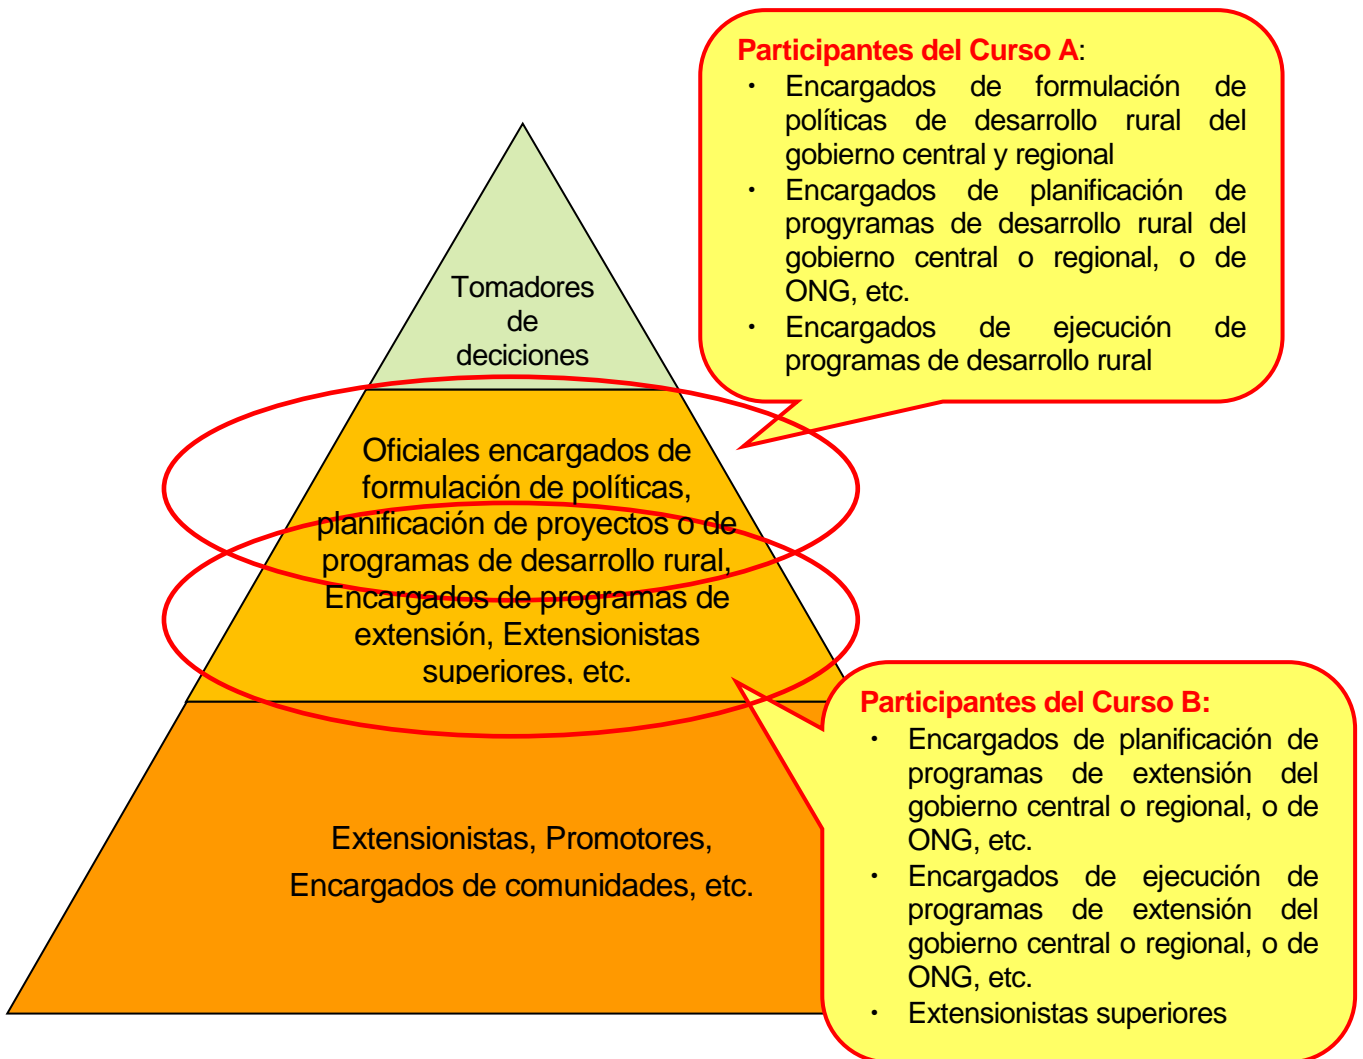 Participantes del Curso A:
・ Encargados de formulación de
políticas de desarrollo rural del
gobierno central y regional
・ Encargados de planificación de
progyramas de desarrollo rural del
gobierno central o regional, o de
ONG, etc.
・ Encargados de ejecución de
programas de desarrollo rural
Tomadores
de
deciciones
Oficiales encargados de
formulación de políticas,
planificación de proyectos o de
programas de desarrollo rural,
Encargados de programas de
extensión, Extensionistas
superiores, etc.
Participantes del Curso B:
・ Encargados de planificación de
programas de extensión del
gobierno central o regional, o de
ONG, etc.
・ Encargados de ejecución de
programas de extensión del
gobierno central o regional, o de
ONG, etc.
・ Extensionistas superiores
Extensionistas, Promotores,
Encargados de comunidades, etc.